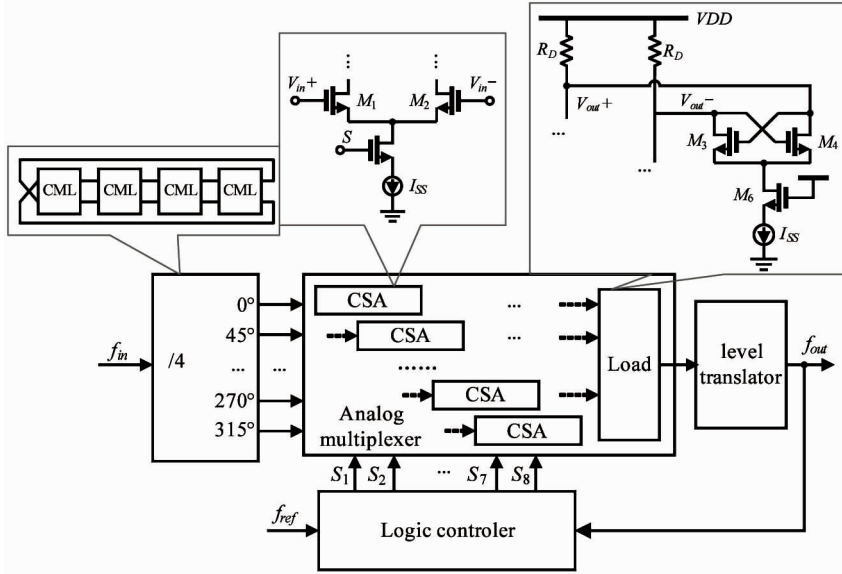 VDD
R_D
R_D
V_in+
M_1
M_2
V_in−
S
I_SS
V_out+
V_out−
...
...
M_3
M_4
M_6
I_SS
CML
CML
CML
CML
0°
45°
...
270°
315°
/4
f_in
...
CSA
...
CSA
...
......
CSA
...
CSA
Analog
multiplexer
Load
level
translator
f_out
S_1
S_2
...
S_7
S_8
f_ref
Logic controler